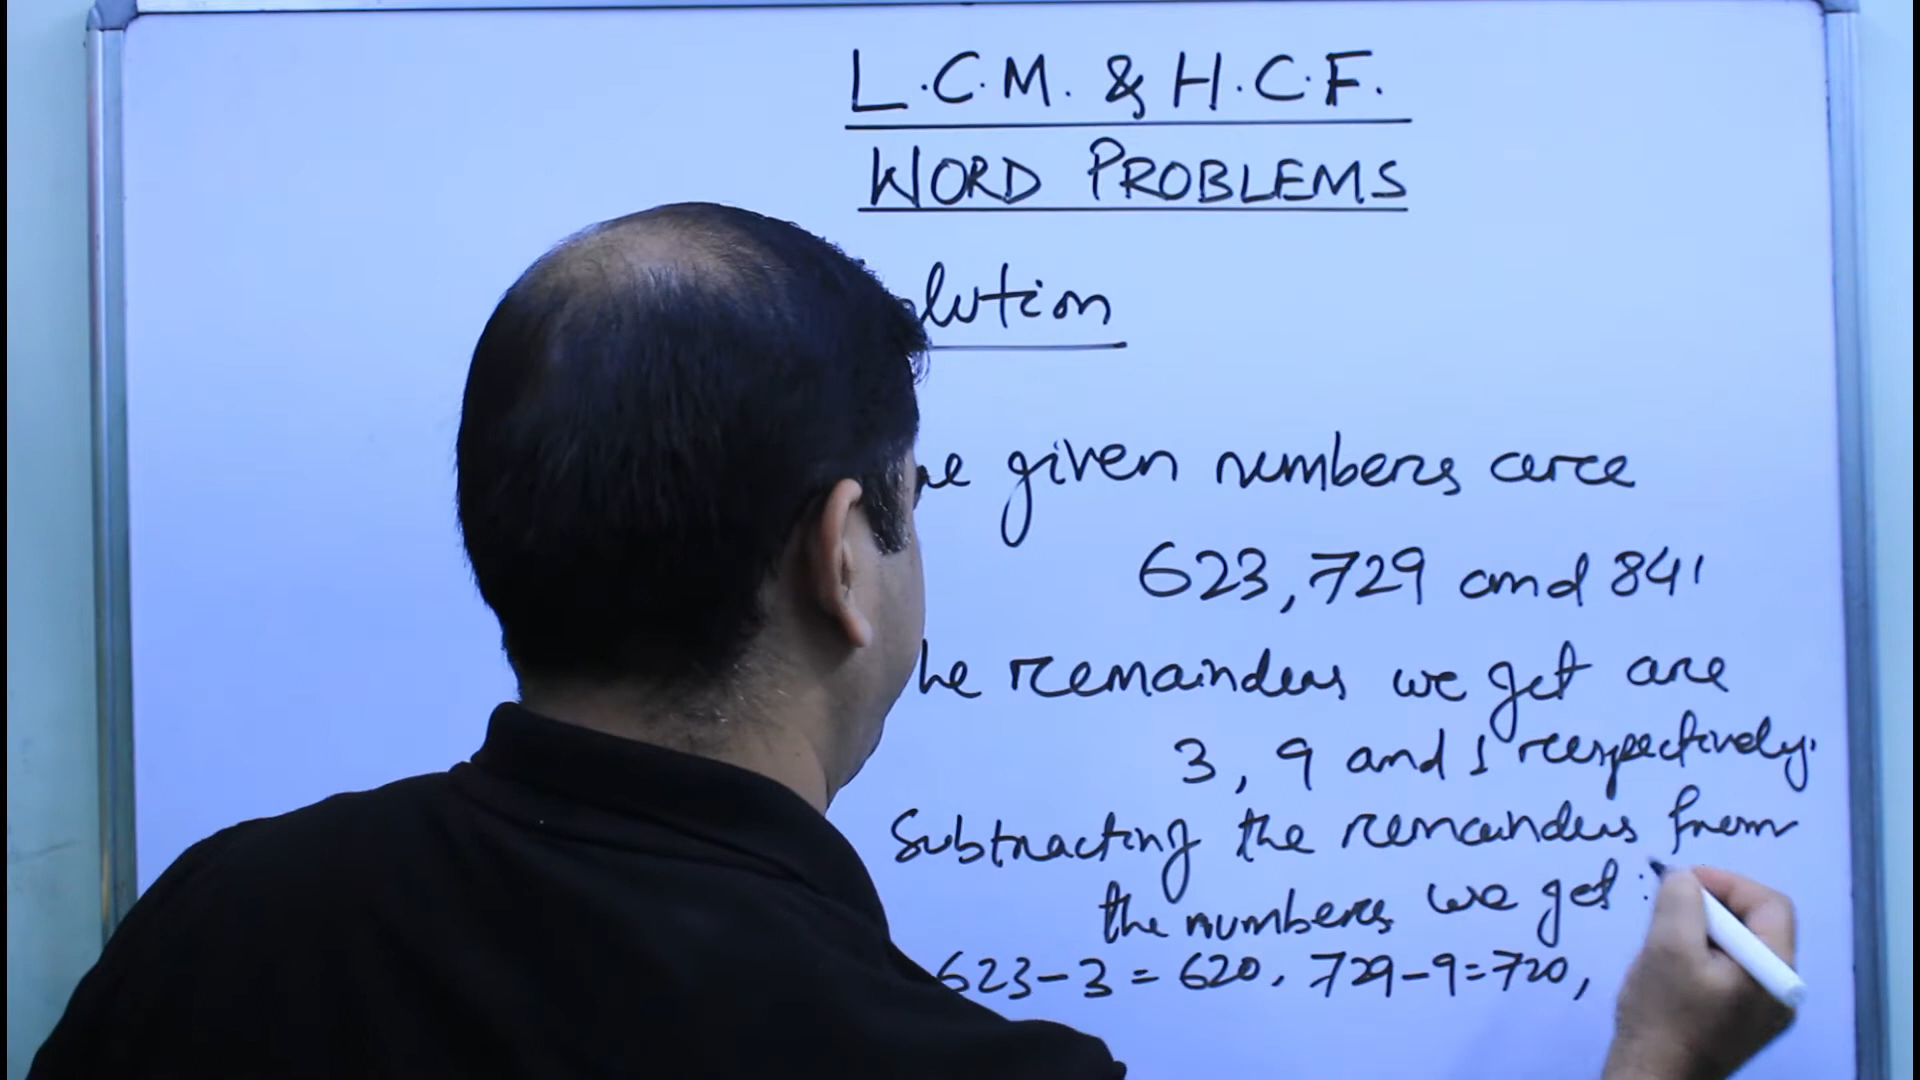 L.C.M. & H.C.F.
WORD PROBLEMS
lution
e given numbers are
623, 729 and 841
he remainders we get are
3, 9 and 1 respectively.
Subtracting the remainders from
the numbers we get :
623-3 = 620, 729-9=720,